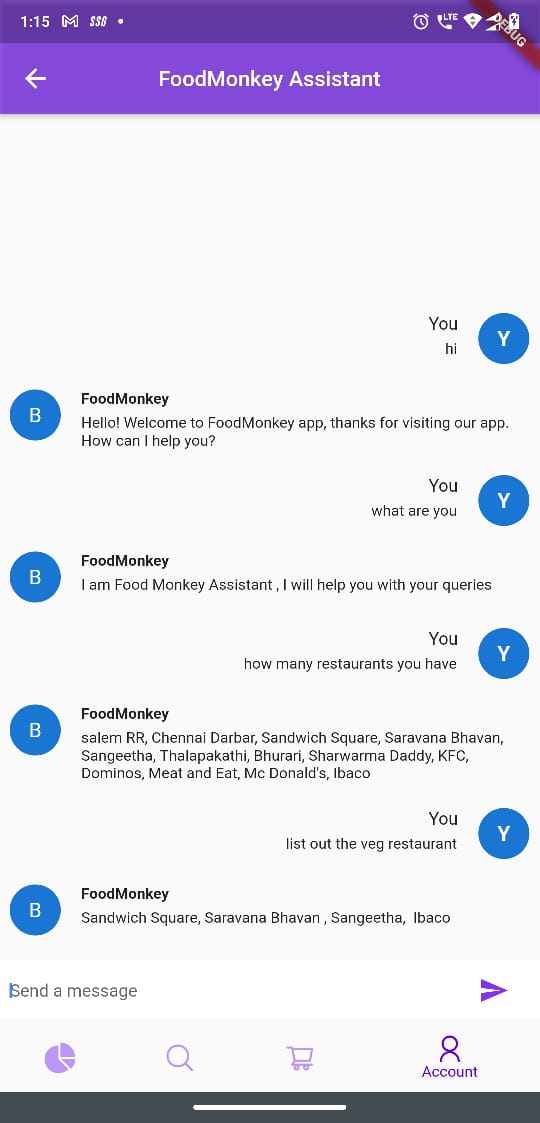 1:15 SSG LTE
DEBUG
FoodMonkey Assistant
You
Y
hi
FoodMonkey
B
Hello! Welcome to FoodMonkey app, thanks for visiting our app.
How can I help you?
You
Y
what are you
FoodMonkey
B
I am Food Monkey Assistant , I will help you with your queries
You
Y
how many restaurants you have
FoodMonkey
B
salem RR, Chennai Darbar, Sandwich Square, Saravana Bhavan,
Sangeetha, Thalapakathi, Bhurari, Sharwarma Daddy, KFC,
Dominos, Meat and Eat, Mc Donald's, Ibaco
You
Y
list out the veg restaurant
FoodMonkey
B
Sandwich Square, Saravana Bhavan , Sangeetha,  Ibaco
Send a message
Account